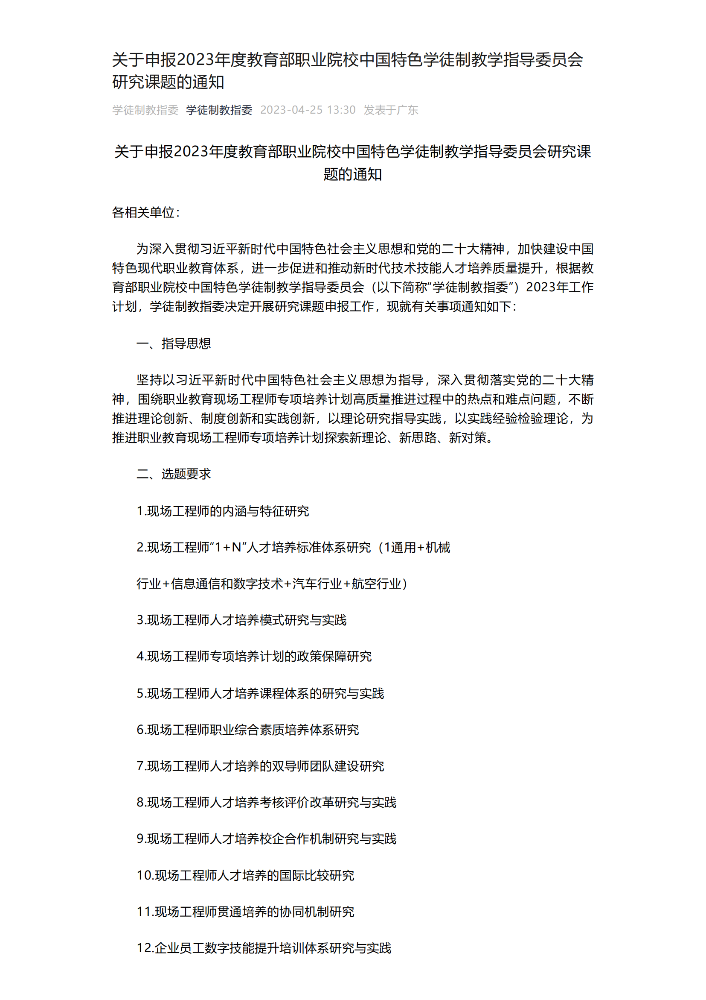 关于申报2023年度教育部职业院校中国特色学徒制教学指导委员会
研究课题的通知
学徒制教指委 学徒制教指委 2023-04-25 13:30 发表于广东
关于申报2023年度教育部职业院校中国特色学徒制教学指导委员会研究课
题的通知
各相关单位：
为深入贯彻习近平新时代中国特色社会主义思想和党的二十大精神，加快建设中国
特色现代职业教育体系，进一步促进和推动新时代技术技能人才培养质量提升，根据教
育部职业院校中国特色学徒制教学指导委员会（以下简称“学徒制教指委”）2023年工作
计划，学徒制教指委决定开展研究课题申报工作，现就有关事项通知如下：
一、指导思想
坚持以习近平新时代中国特色社会主义思想为指导，深入贯彻落实党的二十大精
神，围绕职业教育现场工程师专项培养计划高质量推进过程中的热点和难点问题，不断
推进理论创新、制度创新和实践创新，以理论研究指导实践，以实践经验检验理论，为
推进职业教育现场工程师专项培养计划探索新理论、新思路、新对策。
二、选题要求
1.现场工程师的内涵与特征研究
2.现场工程师“1+N”人才培养标准体系研究（1通用+机械
行业+信息通信和数字技术+汽车行业+航空行业）
3.现场工程师人才培养模式研究与实践
4.现场工程师专项培养计划的政策保障研究
5.现场工程师人才培养课程体系的研究与实践
6.现场工程师职业综合素质培养体系研究
7.现场工程师人才培养的双导师团队建设研究
8.现场工程师人才培养考核评价改革研究与实践
9.现场工程师人才培养校企合作机制研究与实践
10.现场工程师人才培养的国际比较研究
11.现场工程师贯通培养的协同机制研究
12.企业员工数字技能提升培训体系研究与实践